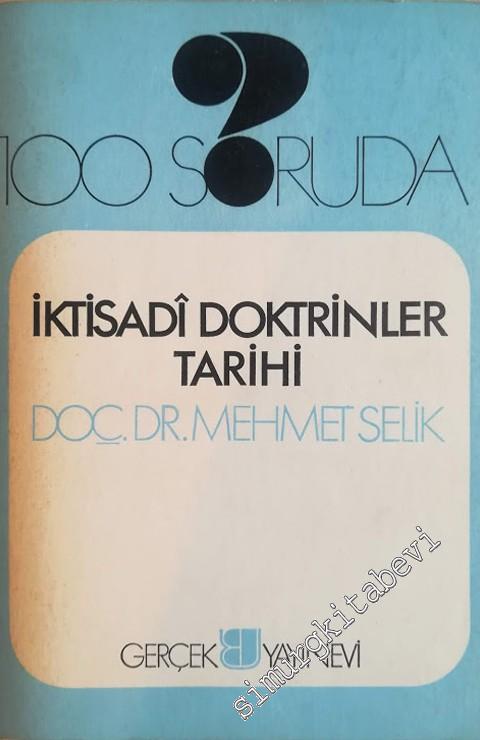 100 SORUDA
İKTİSADÎ DOKTRİNLER
TARİHİ
DOÇ. DR. MEHMET SELİK
GERÇEK YAYINEVİ
simurgkitabevi